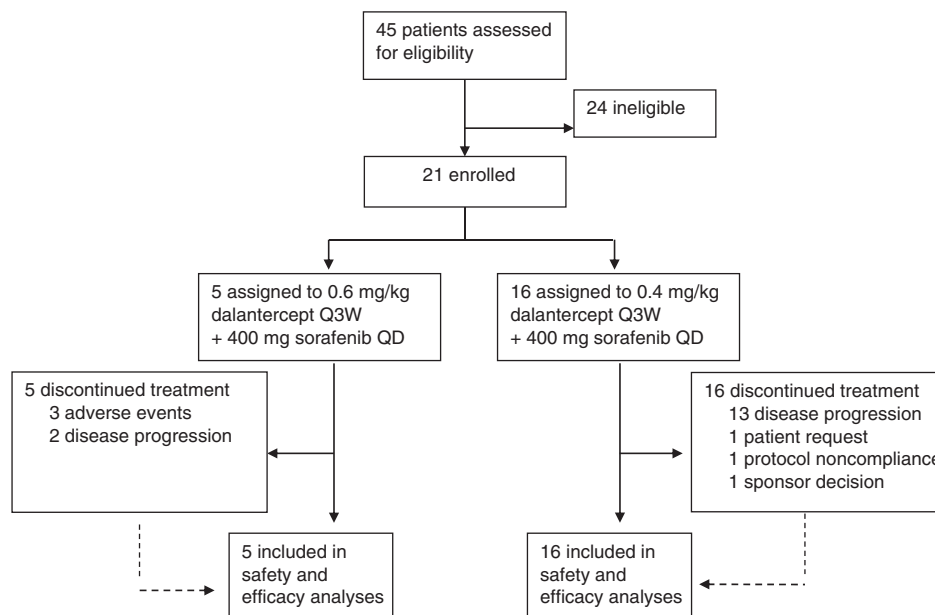 45 patients assessed
for eligibility
24 ineligible
21 enrolled
5 assigned to 0.6 mg/kg
dalantercept Q3W
+ 400 mg sorafenib QD
16 assigned to 0.4 mg/kg
dalantercept Q3W
+ 400 mg sorafenib QD
5 discontinued treatment
3 adverse events
2 disease progression
16 discontinued treatment
13 disease progression
1 patient request
1 protocol noncompliance
1 sponsor decision
5 included in
safety and
efficacy analyses
16 included in
safety and
efficacy analyses